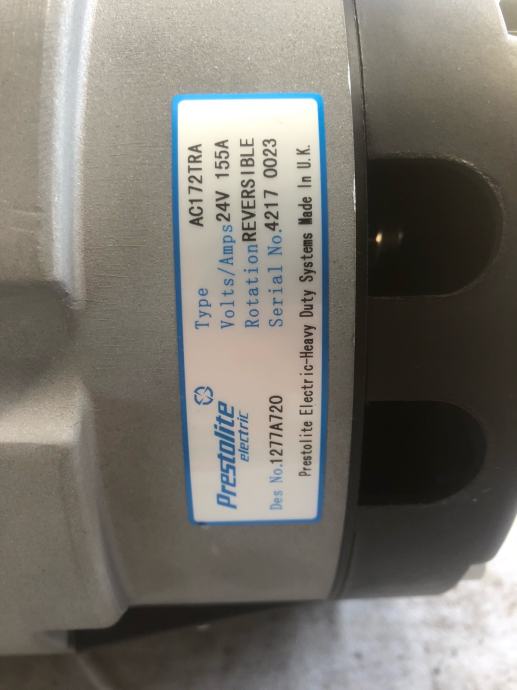 Prestolite
electric
Type AC172TRA
Volts/Amps 24V 155A
Rotation REVERSIBLE
Des No. 1277A720 Serial No. 4217 0023
Prestolite Electric-Heavy Duty Systems Made In U.K.